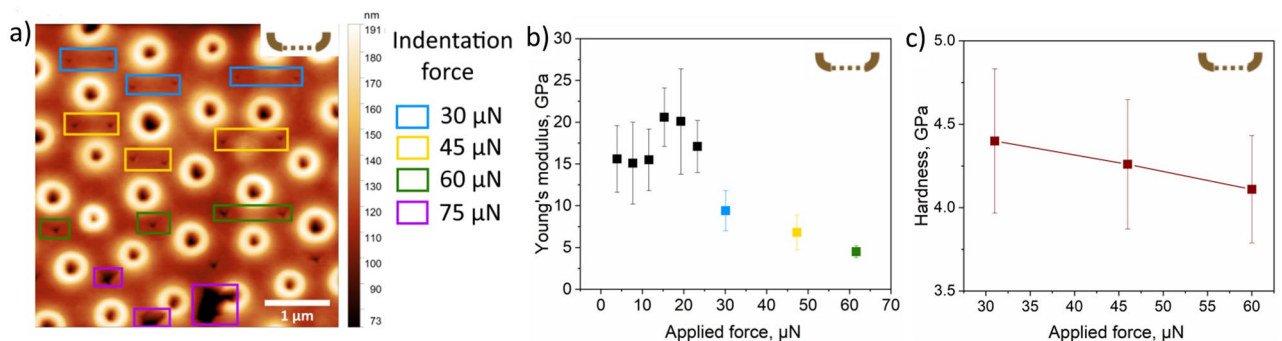 a)
nm
191
180
170
160
150
140
130
120
110
100
90
73
1 µm
Indentation
force
30 µN
45 µN
60 µN
75 µN
b)
Young's modulus, GPa
30
25
20
15
10
5
0
0 10 20 30 40 50 60 70
Applied force, µN
c)
Hardness, GPa
5.0
4.5
4.0
3.5
30 35 40 45 50 55 60
Applied force, µN